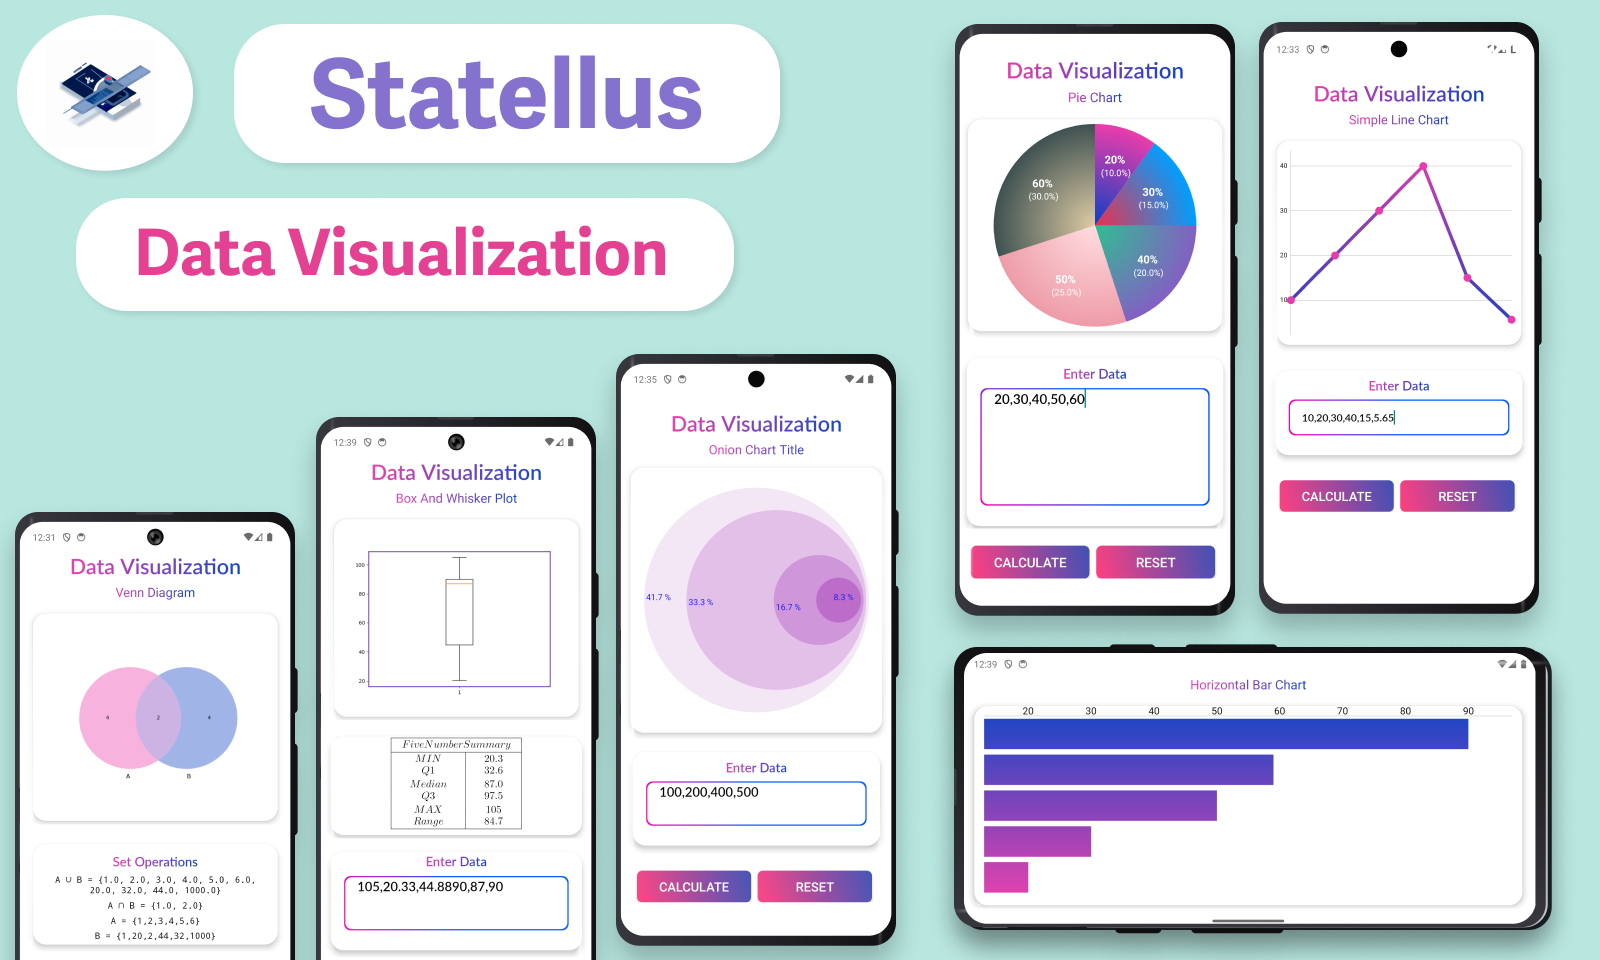 Statellus
Data Visualization
12:31
Data Visualization
Venn Diagram
4
2
4
A
B
Set Operations
A ∪ B = {1.0, 2.0, 3.0, 4.0, 5.0, 6.0,
20.0, 32.0, 44.0, 1000.0}
A ∩ B = {1.0, 2.0}
A = {1,2,3,4,5,6}
B = {1,20,2,44,32,1000}
12:39
Data Visualization
Box And Whisker Plot
100
80
60
40
20
1
FiveNumberSummary
MIN 20.3
Q1 32.6
Median 87.0
Q3 97.5
MAX 105
Range 84.7
Enter Data
105,20.33,44.8890,87,90
12:35
Data Visualization
Onion Chart Title
41.7 %
33.3 %
16.7 %
8.3 %
Enter Data
100,200,400,500
CALCULATE
RESET
Data Visualization
Pie Chart
20%
(10.0%)
30%
(15.0%)
40%
(20.0%)
50%
(25.0%)
60%
(30.0%)
Enter Data
20,30,40,50,60
CALCULATE
RESET
12:33
Data Visualization
Simple Line Chart
40
30
20
10
Enter Data
10,20,30,40,15,5.65
CALCULATE
RESET
12:39
Horizontal Bar Chart
20 30 40 50 60 70 80 90